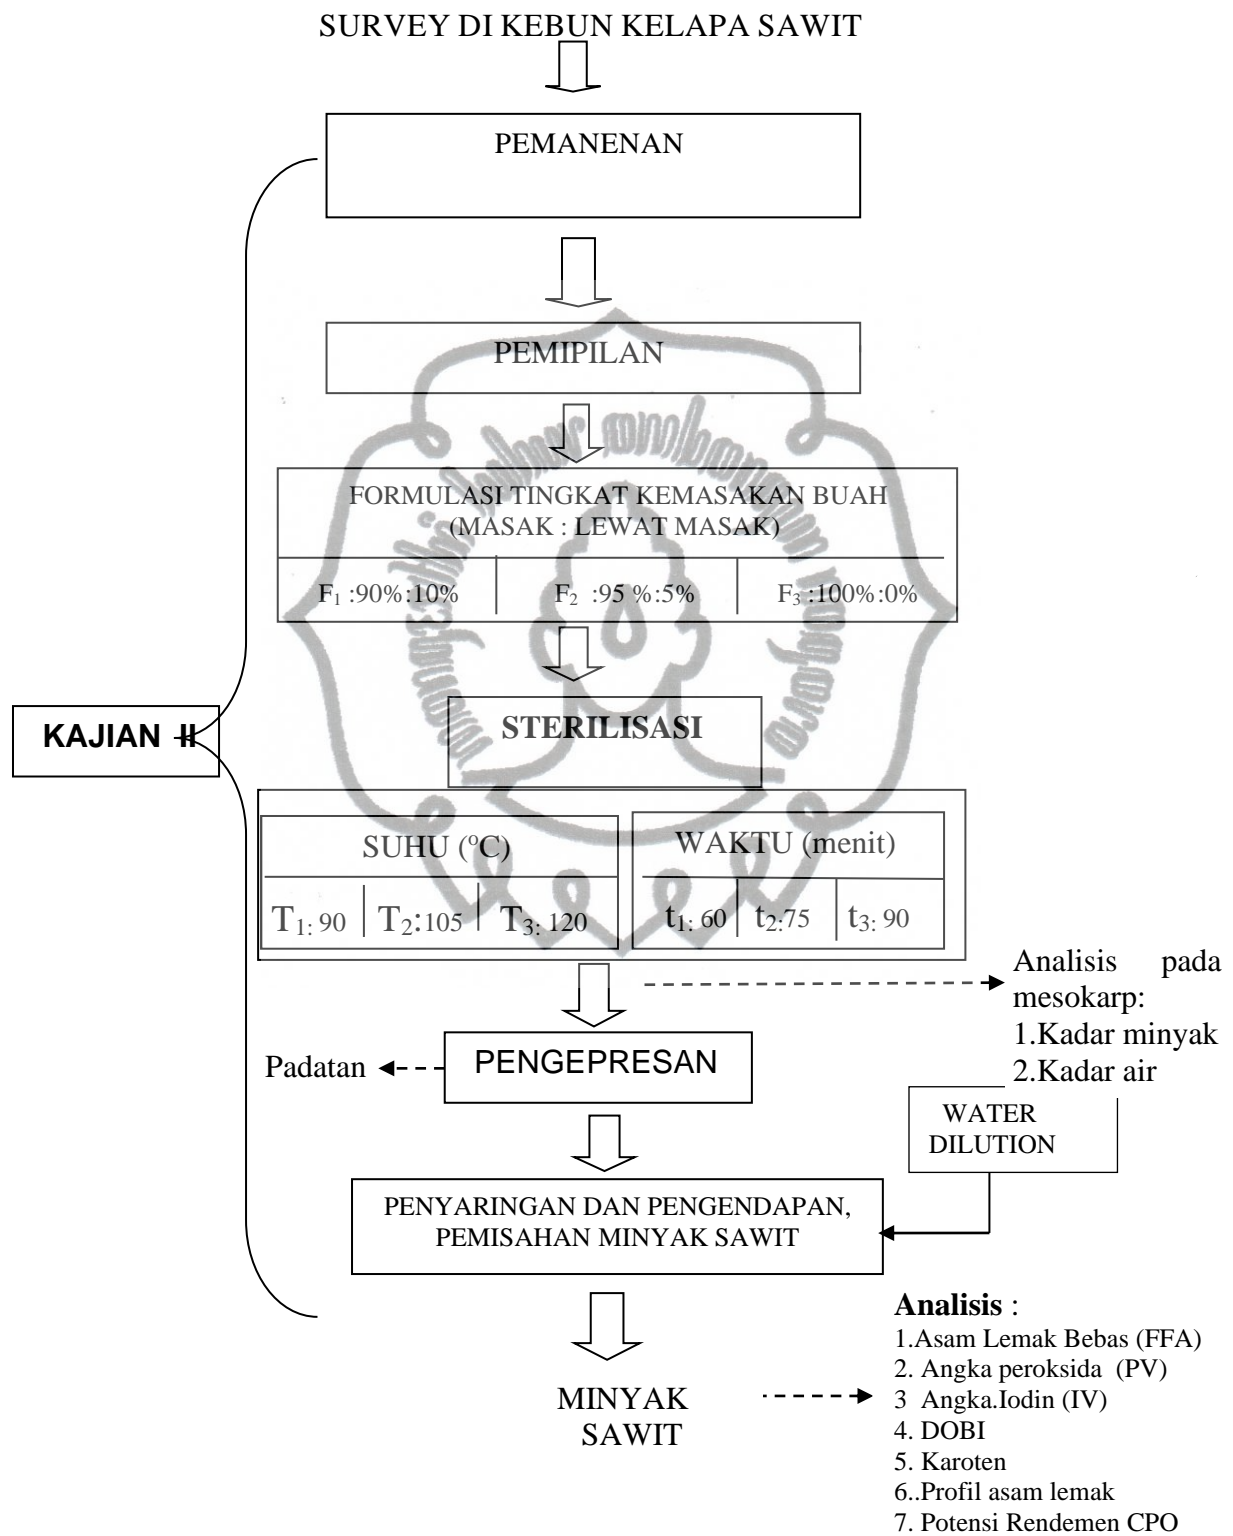 SURVEY DI KEBUN KELAPA SAWIT
PEMANENAN
PEMIPILAN
FORMULASI TINGKAT KEMASAKAN BUAH
(MASAK : LEWAT MASAK)
F₁ :90%:10%
F₂ :95 %:5%
F₃ :100%:0%
KAJIAN II
STERILISASI
SUHU (°C)
T₁: 90
T₂:105
T₃: 120
WAKTU (menit)
t₁: 60
t₂:75
t₃: 90
Analisis pada
mesokarp:
1.Kadar minyak
2.Kadar air
Padatan
PENGEPRESAN
WATER
DILUTION
PENYARINGAN DAN PENGENDAPAN,
PEMISAHAN MINYAK SAWIT
MINYAK
SAWIT
Analisis :
1.Asam Lemak Bebas (FFA)
2. Angka peroksida (PV)
3 Angka.Iodin (IV)
4. DOBI
5. Karoten
6..Profil asam lemak
7. Potensi Rendemen CPO